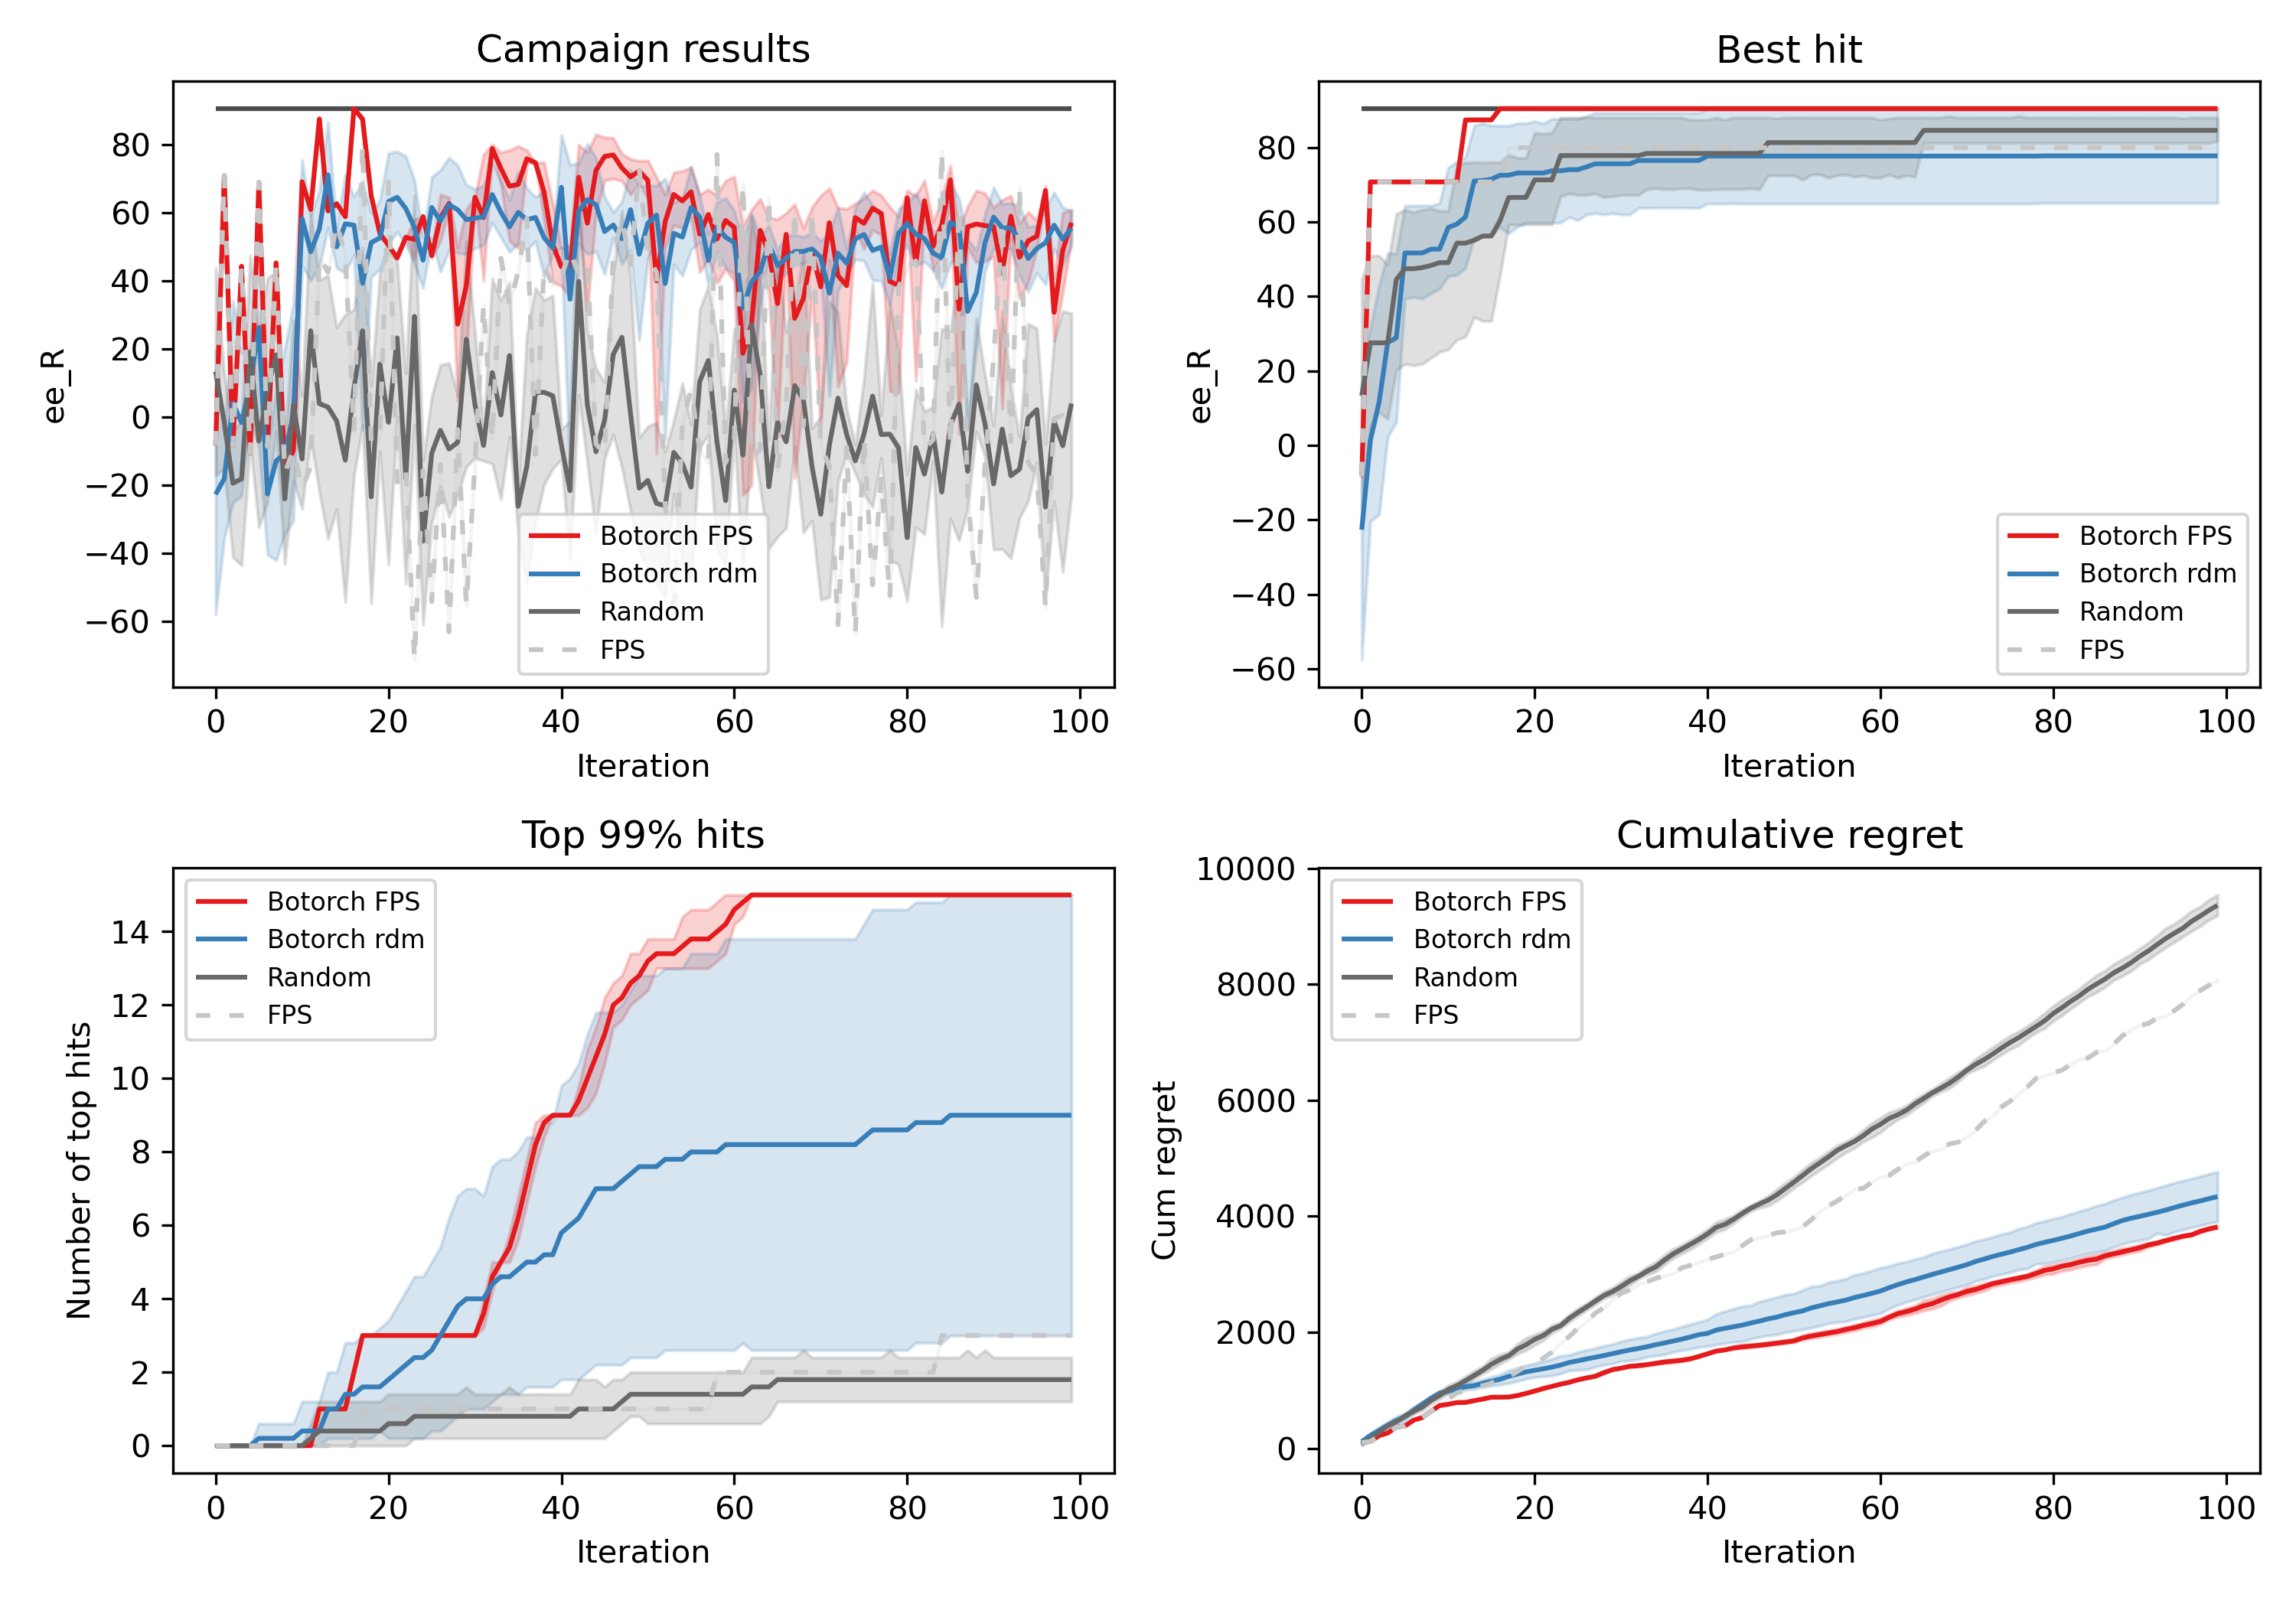 Campaign results
80
60
40
20
0
−20
−40
−60
ee_R
Botorch FPS
Botorch rdm
Random
FPS
0 20 40 60 80 100
Iteration
Best hit
80
60
40
20
0
−20
−40
−60
ee_R
Botorch FPS
Botorch rdm
Random
FPS
0 20 40 60 80 100
Iteration
Top 99% hits
Botorch FPS
Botorch rdm
Random
FPS
14
12
10
8
6
4
2
0
Number of top hits
0 20 40 60 80 100
Iteration
Cumulative regret
Botorch FPS
Botorch rdm
Random
FPS
10000
8000
6000
4000
2000
0
Cum regret
0 20 40 60 80 100
Iteration